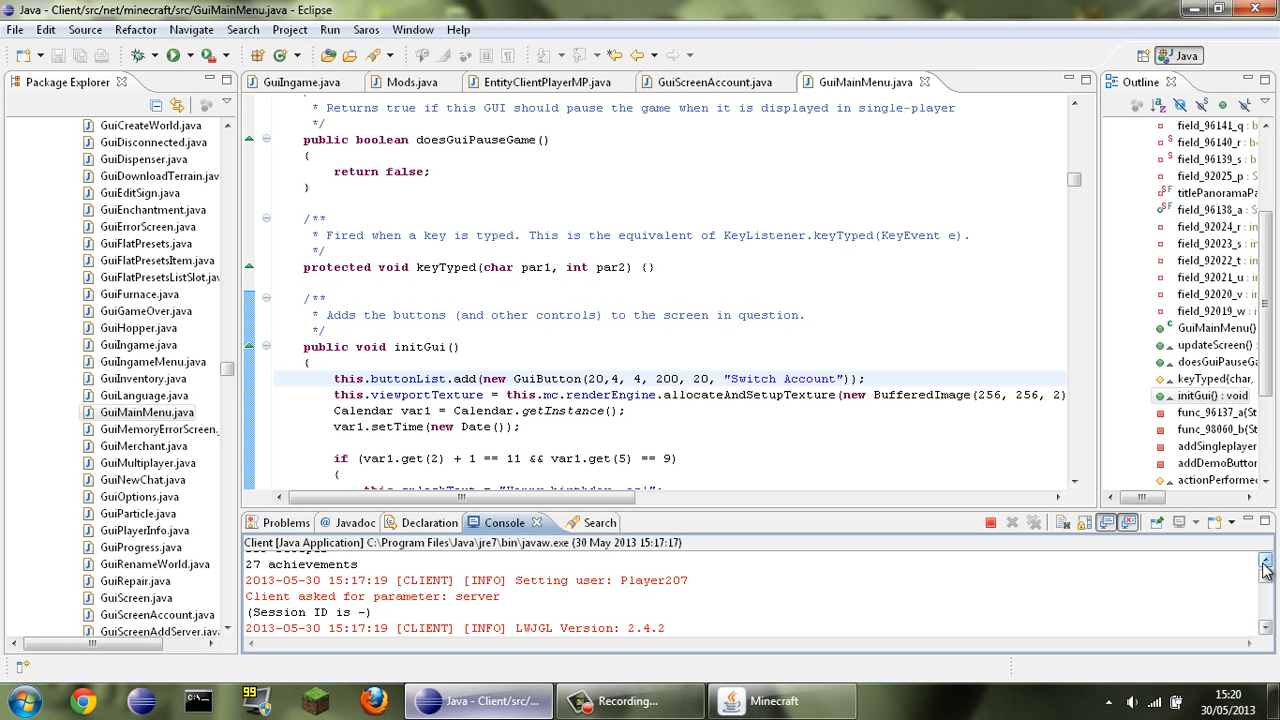 Java - Client/src/net/minecraft/src/GuiMainMenu.java - Eclipse
File Edit Source Refactor Navigate Search Project Run Saros Window Help
Java
Package Explorer
GuiCreateWorld.java
GuiDisconnected.java
GuiDispenser.java
GuiDownloadTerrain.jav
GuiEditSign.java
GuiEnchantment.java
GuiErrorScreen.java
GuiFlatPresets.java
GuiFlatPresetsItem.java
GuiFlatPresetsListSlot.jav
GuiFurnace.java
GuiGameOver.java
GuiHopper.java
GuiIngame.java
GuiIngameMenu.java
GuiInventory.java
GuiLanguage.java
GuiMainMenu.java
GuiMemoryErrorScreen.
GuiMerchant.java
GuiMultiplayer.java
GuiNewChat.java
GuiOptions.java
GuiParticle.java
GuiPlayerInfo.java
GuiProgress.java
GuiRenameWorld.java
GuiRepair.java
GuiScreen.java
GuiScreenAccount.java
GuiScreenAddServer.java
GuiIngame.java Mods.java EntityClientPlayerMP.java GuiScreenAccount.java GuiMainMenu.java
* Returns true if this GUI should pause the game when it is displayed in single-player
*/
public boolean doesGuiPauseGame()
{
return false;
}
/**
* Fired when a key is typed. This is the equivalent of KeyListener.keyTyped(KeyEvent e).
*/
protected void keyTyped(char par1, int par2) {}
/**
* Adds the buttons (and other controls) to the screen in question.
*/
public void initGui()
{
this.buttonList.add(new GuiButton(20,4, 4, 200, 20, "Switch Account"));
this.viewportTexture = this.mc.renderEngine.allocateAndSetupTexture(new BufferedImage(256, 256, 2)
Calendar var1 = Calendar.getInstance();
var1.setTime(new Date());
if (var1.get(2) + 1 == 11 && var1.get(5) == 9)
{
Outline
field_96141_q : b
field_96140_r : b
field_96139_s : b
field_92025_p : S
titlePanoramaPa
field_96138_a : S
field_92024_r : i
field_92023_s : i
field_92022_t : i
field_92021_u : i
field_92020_v : i
field_92019_w : i
GuiMainMenu()
updateScreen() :
doesGuiPauseGa
keyTyped(char,
initGui() : void
func_96137_a(St
func_98060_b(St
addSingleplayer
addDemoButton
actionPerformed
Problems Javadoc Declaration Console Search
Client [Java Application] C:\Program Files\Java\jre7\bin\javaw.exe (30 May 2013 15:17:17)
27 achievements
2013-05-30 15:17:19 [CLIENT] [INFO] Setting user: Player207
Client asked for parameter: server
(Session ID is -)
2013-05-30 15:17:19 [CLIENT] [INFO] LWJGL Version: 2.4.2
99
Java - Client/src/...
Recording...
Minecraft
15:20
30/05/2013